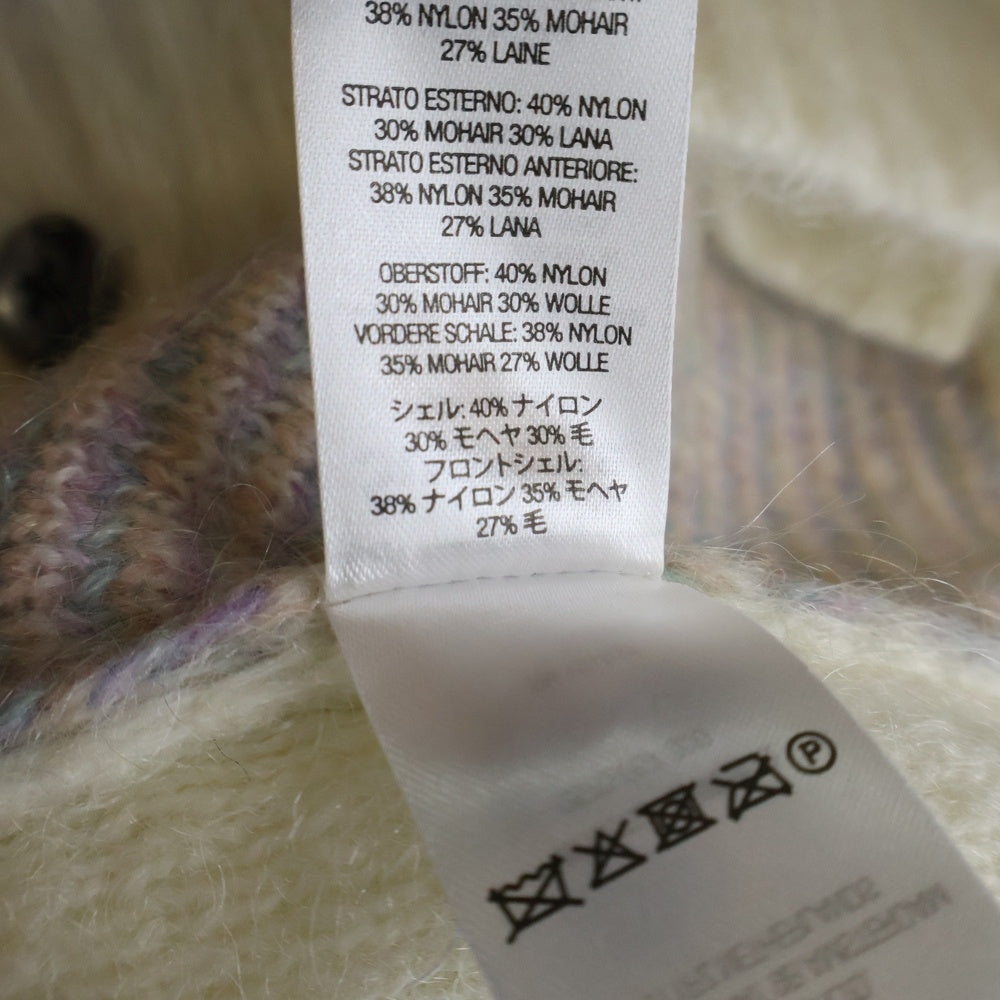 38% NYLON 35% MOHAIR
27% LAINE
STRATO ESTERNO: 40% NYLON
30% MOHAIR 30% LANA
STRATO ESTERNO ANTERIORE:
38% NYLON 35% MOHAIR
27% LANA
OBERSTOFF: 40% NYLON
30% MOHAIR 30% WOLLE
VORDERE SCHALE: 38% NYLON
35% MOHAIR 27% WOLLE
シェル: 40% ナイロン
30% モヘヤ 30% 毛
フロントシェル:
38% ナイロン 35% モヘヤ
27% 毛
P